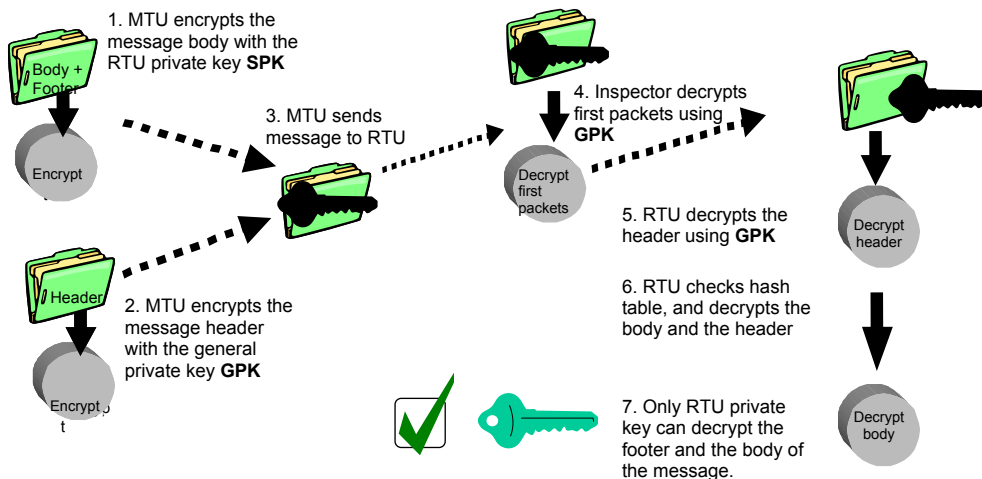 1. MTU encrypts the
message body with the
RTU private key SPK
Body +
Footer
Encrypt
3. MTU sends
message to RTU
Header
2. MTU encrypts the
message header
with the general
private key GPK
Encrypt
t
4. Inspector decrypts
first packets using
GPK
Decrypt
first
packets
5. RTU decrypts the
header using GPK
Decrypt
header
6. RTU checks hash
table, and decrypts the
body and the header
7. Only RTU private
key can decrypt the
footer and the body of
the message.
Decrypt
body